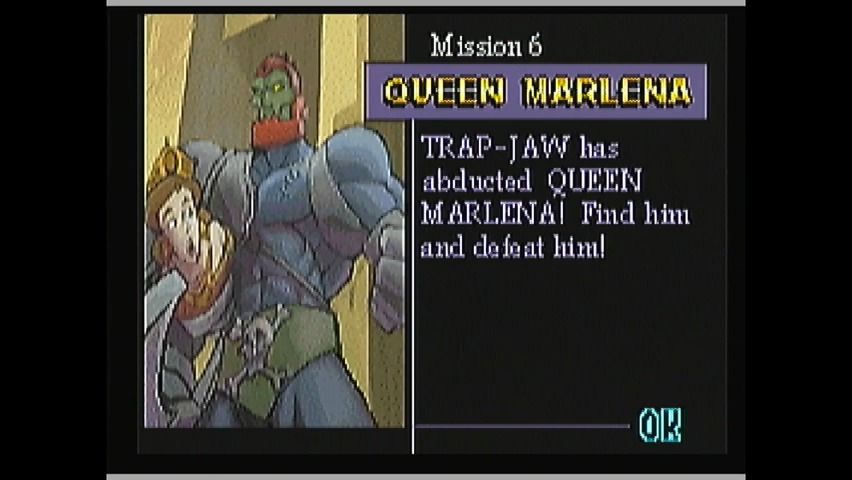 Mission 6
QUEEN MARLENA
TRAP-JAW has
abducted QUEEN
MARLENA! Find him
and defeat him!
OK